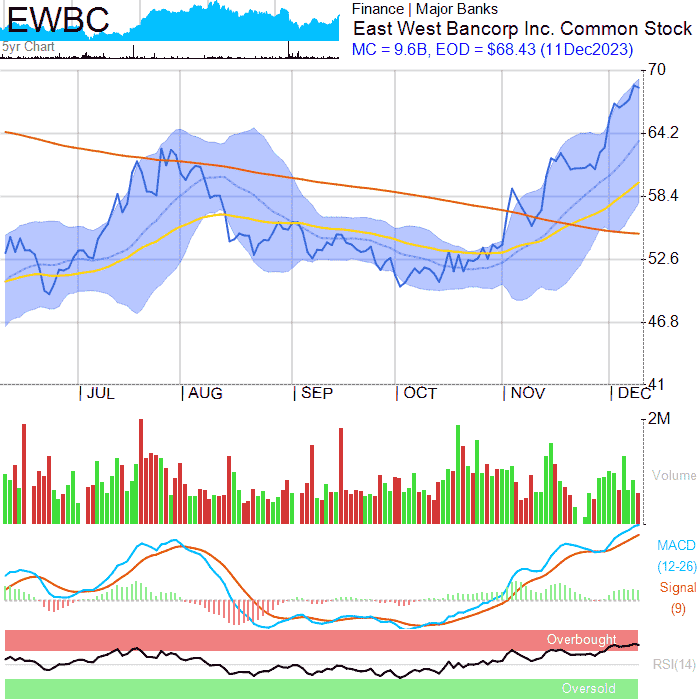 EWBC
5yr Chart
Finance | Major Banks
East West Bancorp Inc. Common Stock
MC = 9.6B, EOD = $68.43 (11Dec2023)
70
64.2
58.4
52.6
46.8
41
JUL AUG SEP OCT NOV DEC
2M
Volume
MACD
(12-26)
Signal
(9)
Overbought
RSI(14)
Oversold